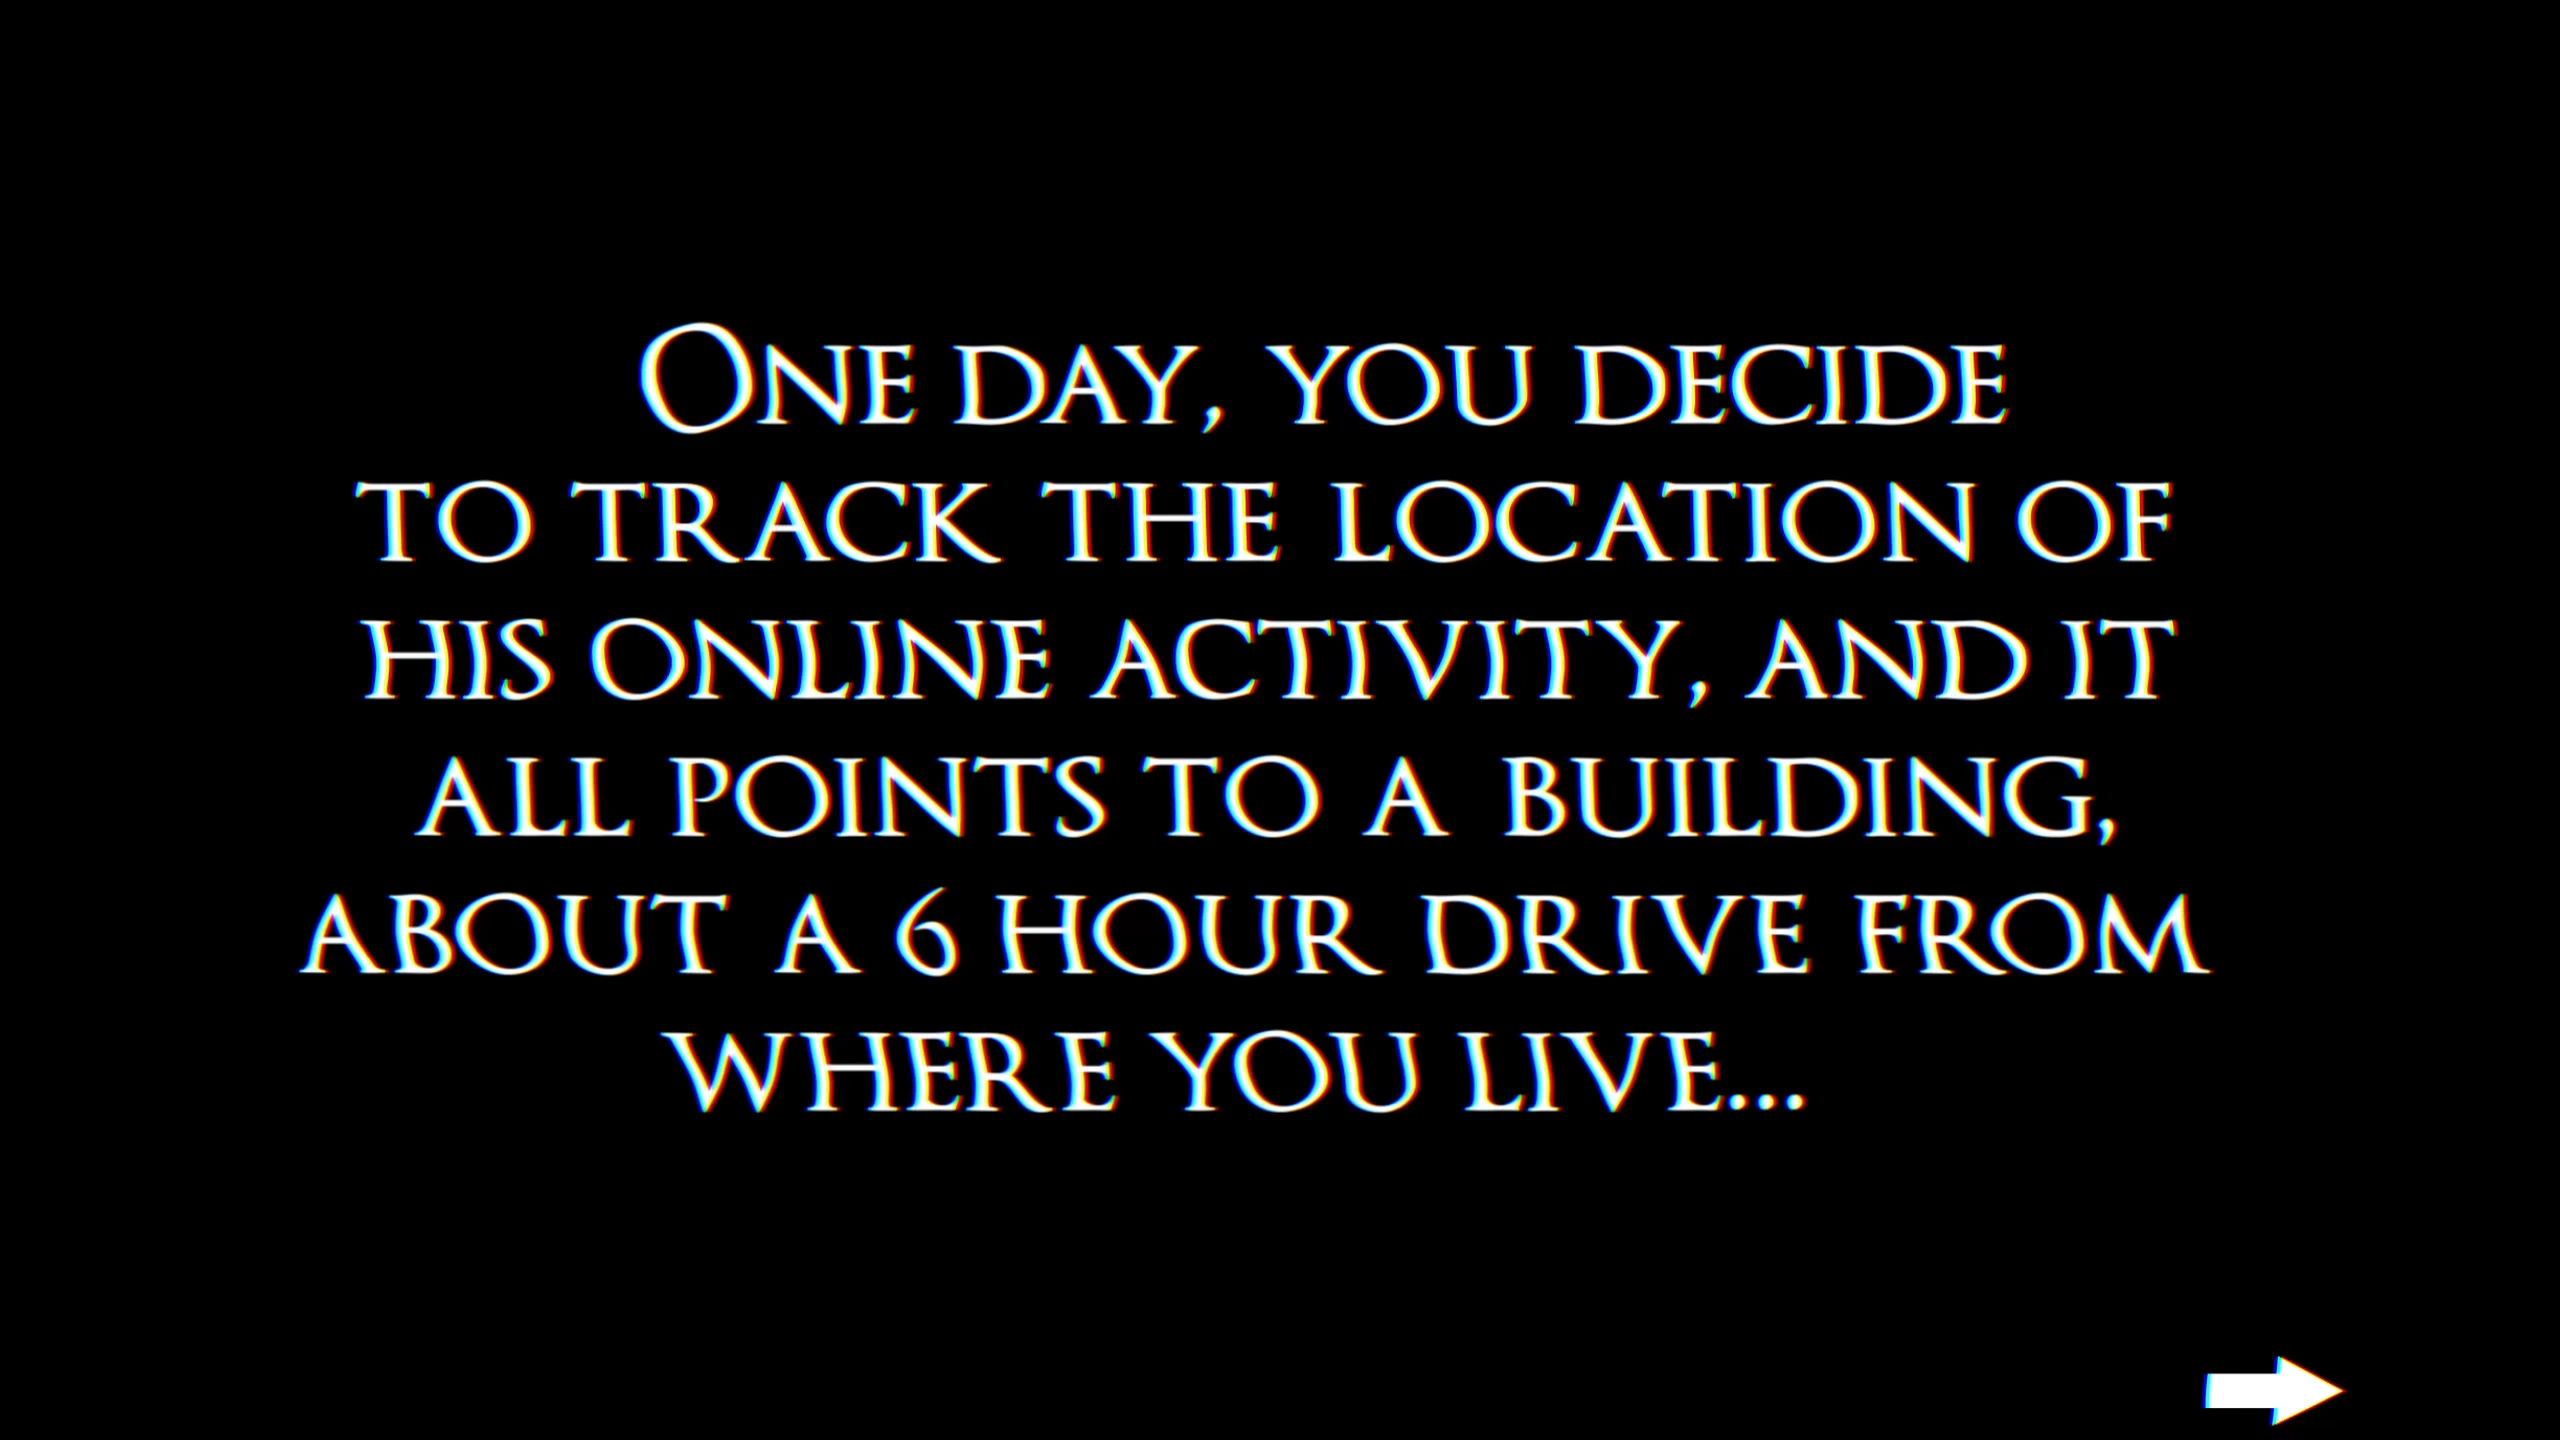 One day, you decide
to track the location of
his online activity, and it
all points to a building,
about a 6 hour drive from
where you live...